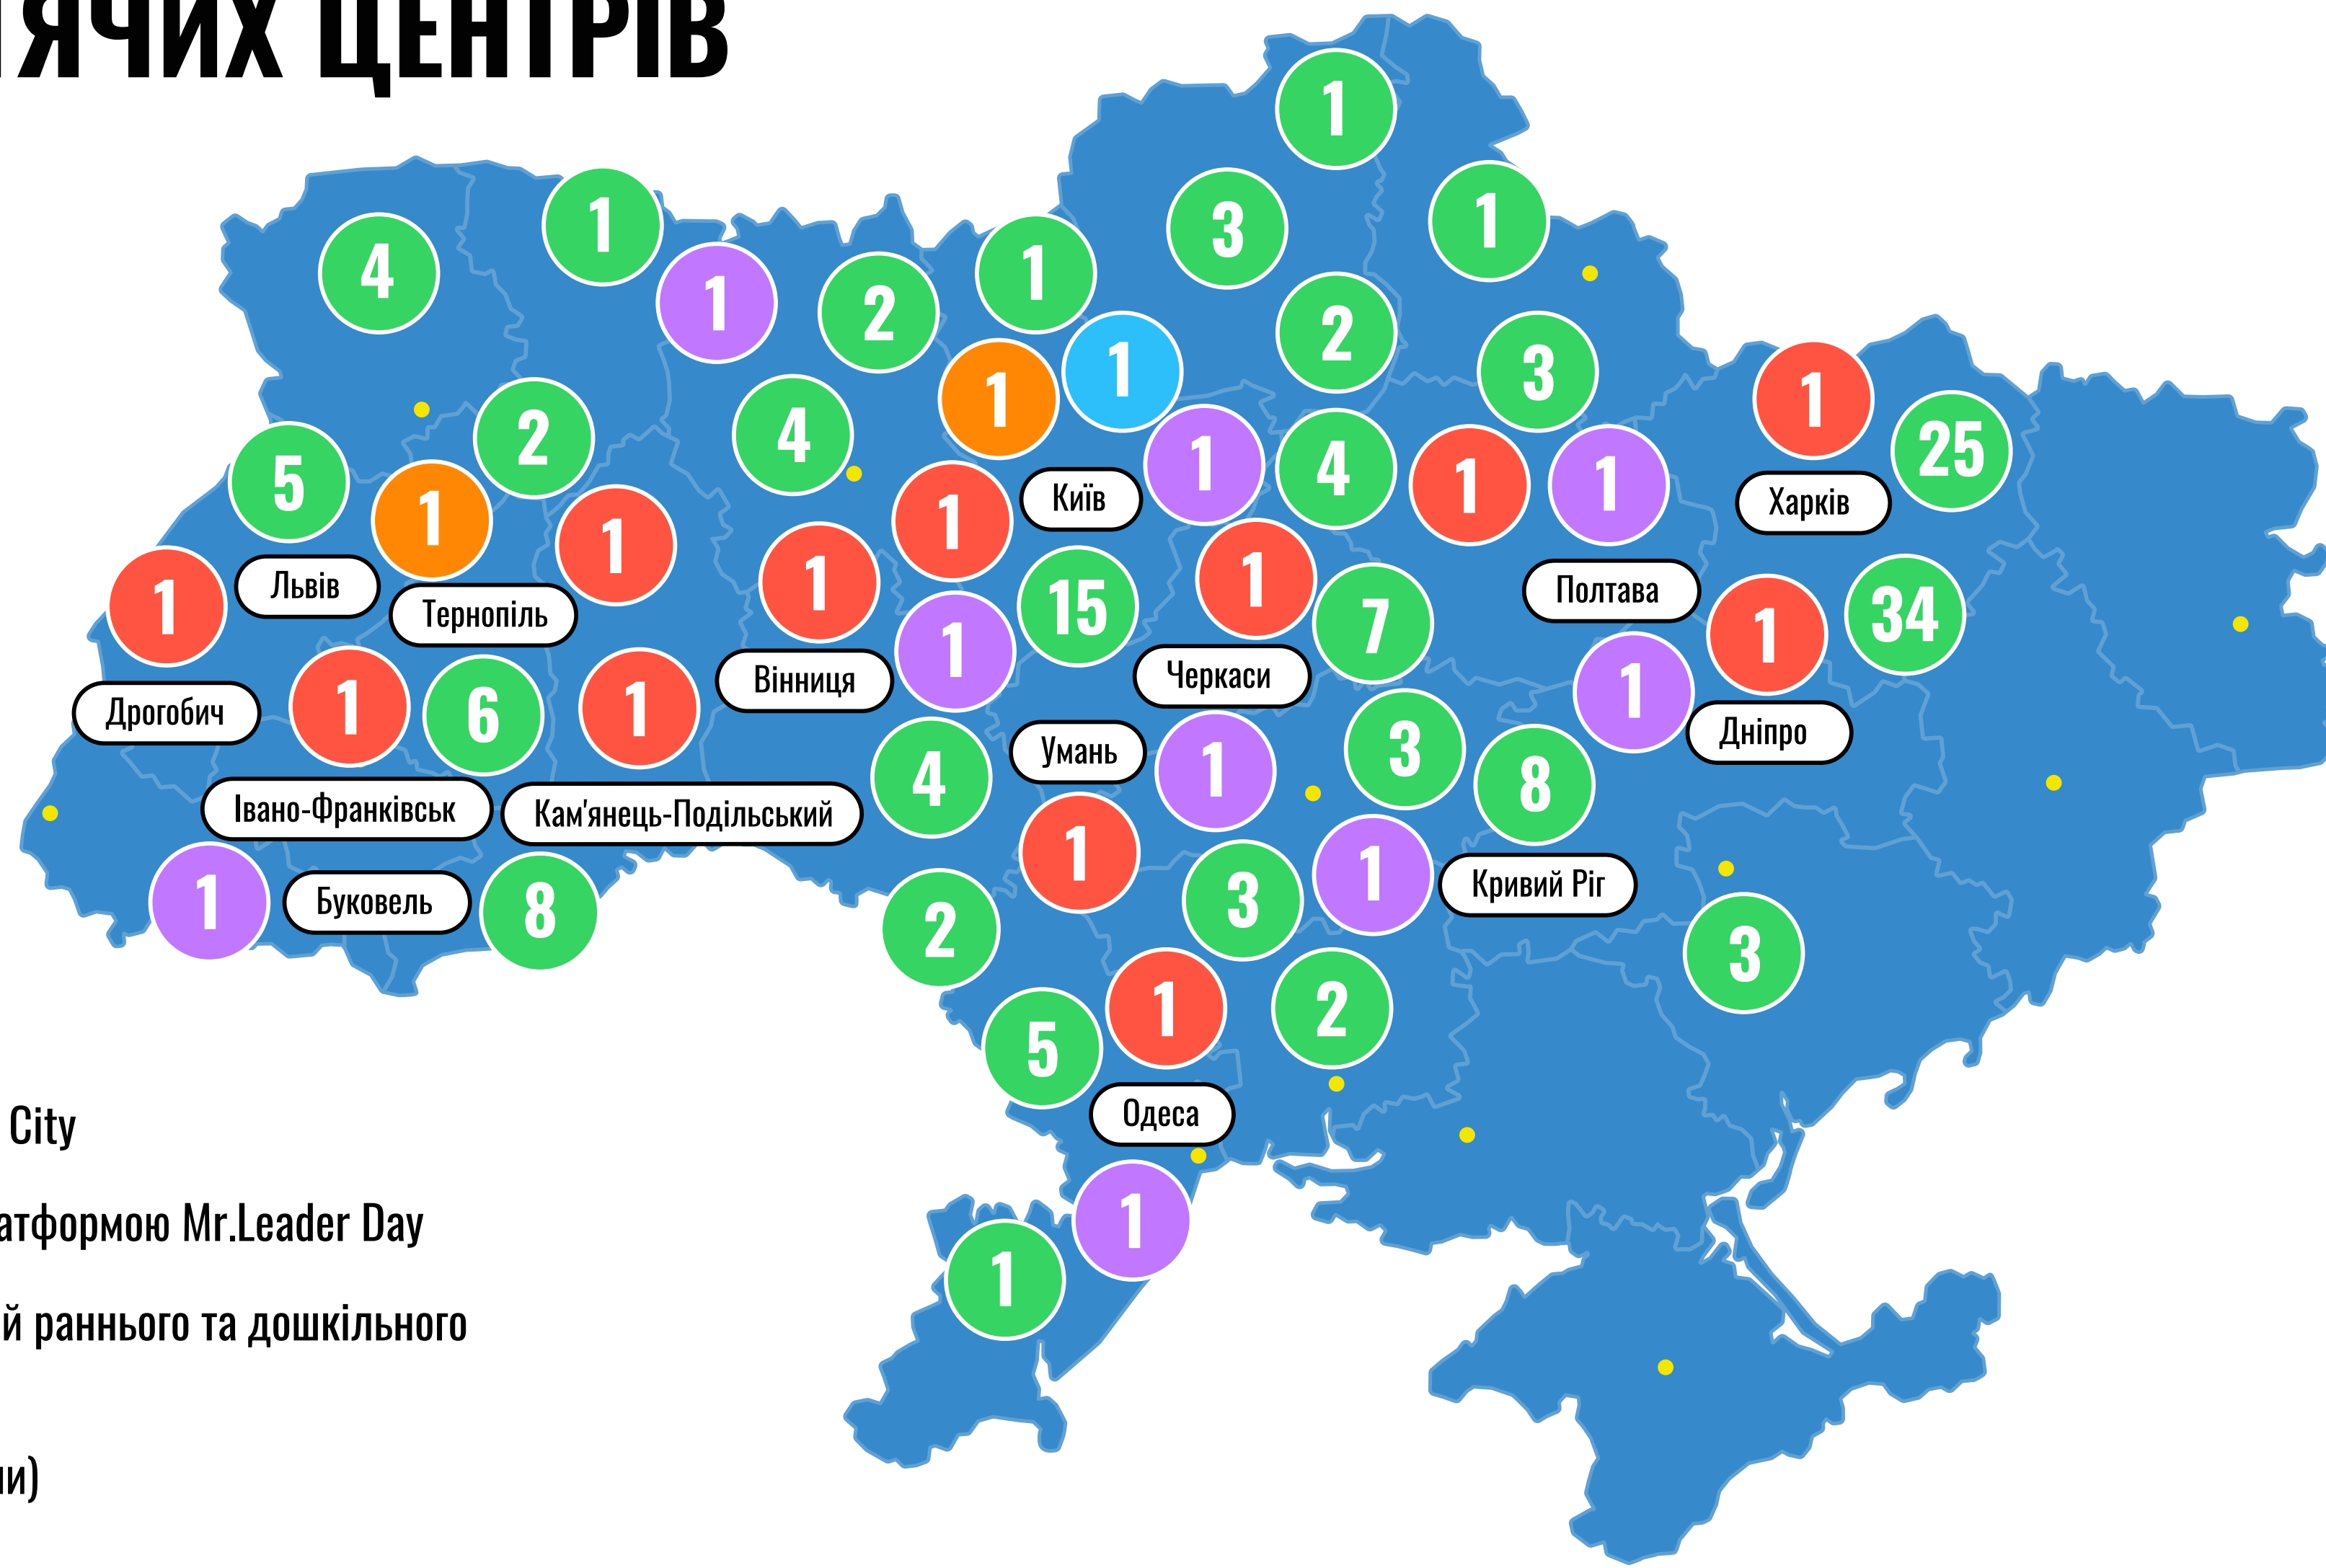 ЯЧИХ ЦЕНТРІВ
1
3
1
1
4
1
1
2
1
2
3
1
1
1
25
2
4
1
4
1
1
5
1
1
1
Київ
Харків
Львів
1
1
15
1
7
Полтава
1
34
Тернопіль
Дрогобич
1
6
1
Вінниця
1
Черкаси
1
Дніпро
Умань
1
3
8
4
Івано-Франківськ
Кам'янець-Подільський
1
3
1
Кривий Ріг
1
Буковель
8
2
3
5
1
2
Одеса
1
1
City
атформою Mr.Leader Day
й раннього та дошкільного
ни)